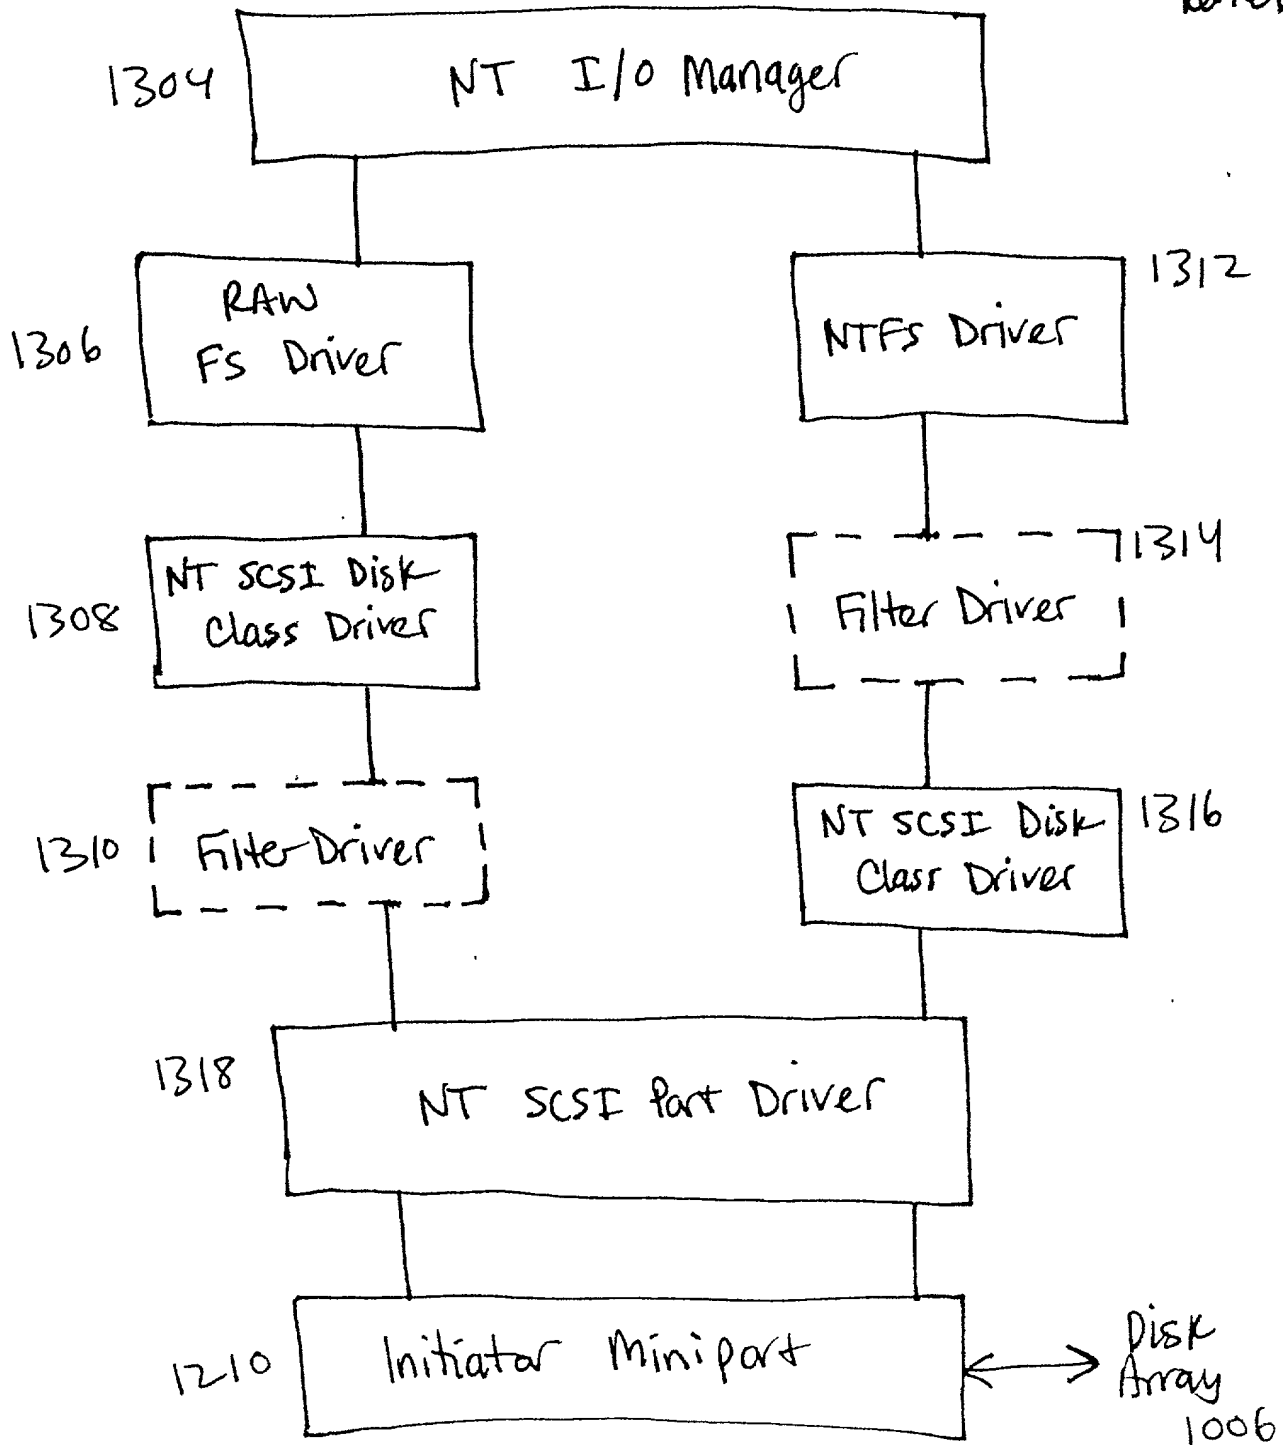 1304
NT I/O Manager
1306
RAW
FS Driver
1312
NTFS Driver
1308
NT SCSI Disk
Class Driver
1314
Filter Driver
1310
Filter Driver
1316
NT SCSI Disk
Class Driver
1318
NT SCSI Port Driver
1210
Initiator Miniport
Disk
Array
1006